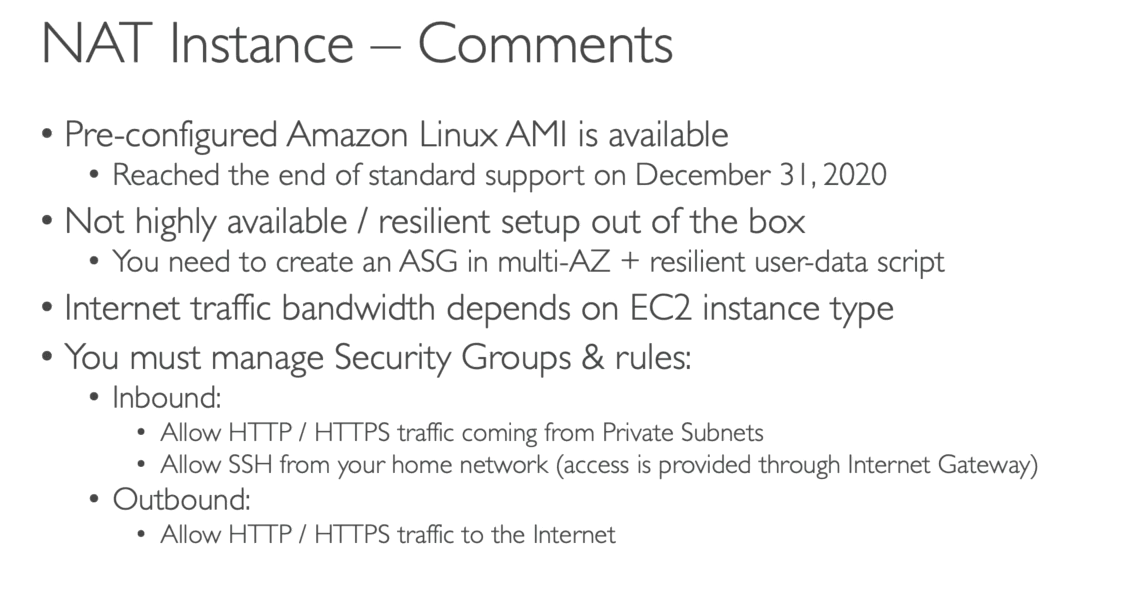 NAT Instance – Comments
• Pre-configured Amazon Linux AMI is available
• Reached the end of standard support on December 31, 2020
• Not highly available / resilient setup out of the box
• You need to create an ASG in multi-AZ + resilient user-data script
• Internet traffic bandwidth depends on EC2 instance type
• You must manage Security Groups & rules:
• Inbound:
• Allow HTTP / HTTPS traffic coming from Private Subnets
• Allow SSH from your home network (access is provided through Internet Gateway)
• Outbound:
• Allow HTTP / HTTPS traffic to the Internet